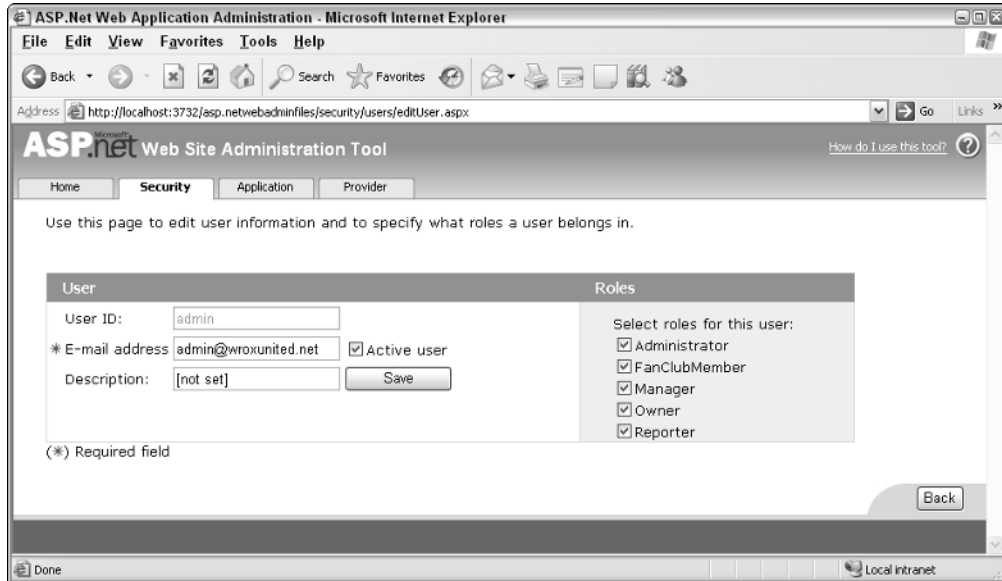 ASP.Net Web Application Administration - Microsoft Internet Explorer
File Edit View Favorites Tools Help
Back Search Favorites
Address http://localhost:3732/asp.netwebadminfiles/security/users/editUser.aspx Go Links »
Microsoft
ASP.net Web Site Administration Tool How do I use this tool? ?
Home Security Application Provider
Use this page to edit user information and to specify what roles a user belongs in.
User Roles
User ID: admin
Select roles for this user:
* E-mail address admin@wroxunited.net Active user
Administrator
Description: [not set] Save
FanClubMember
Manager
Owner
Reporter
(*) Required field
Back
Done Local intranet